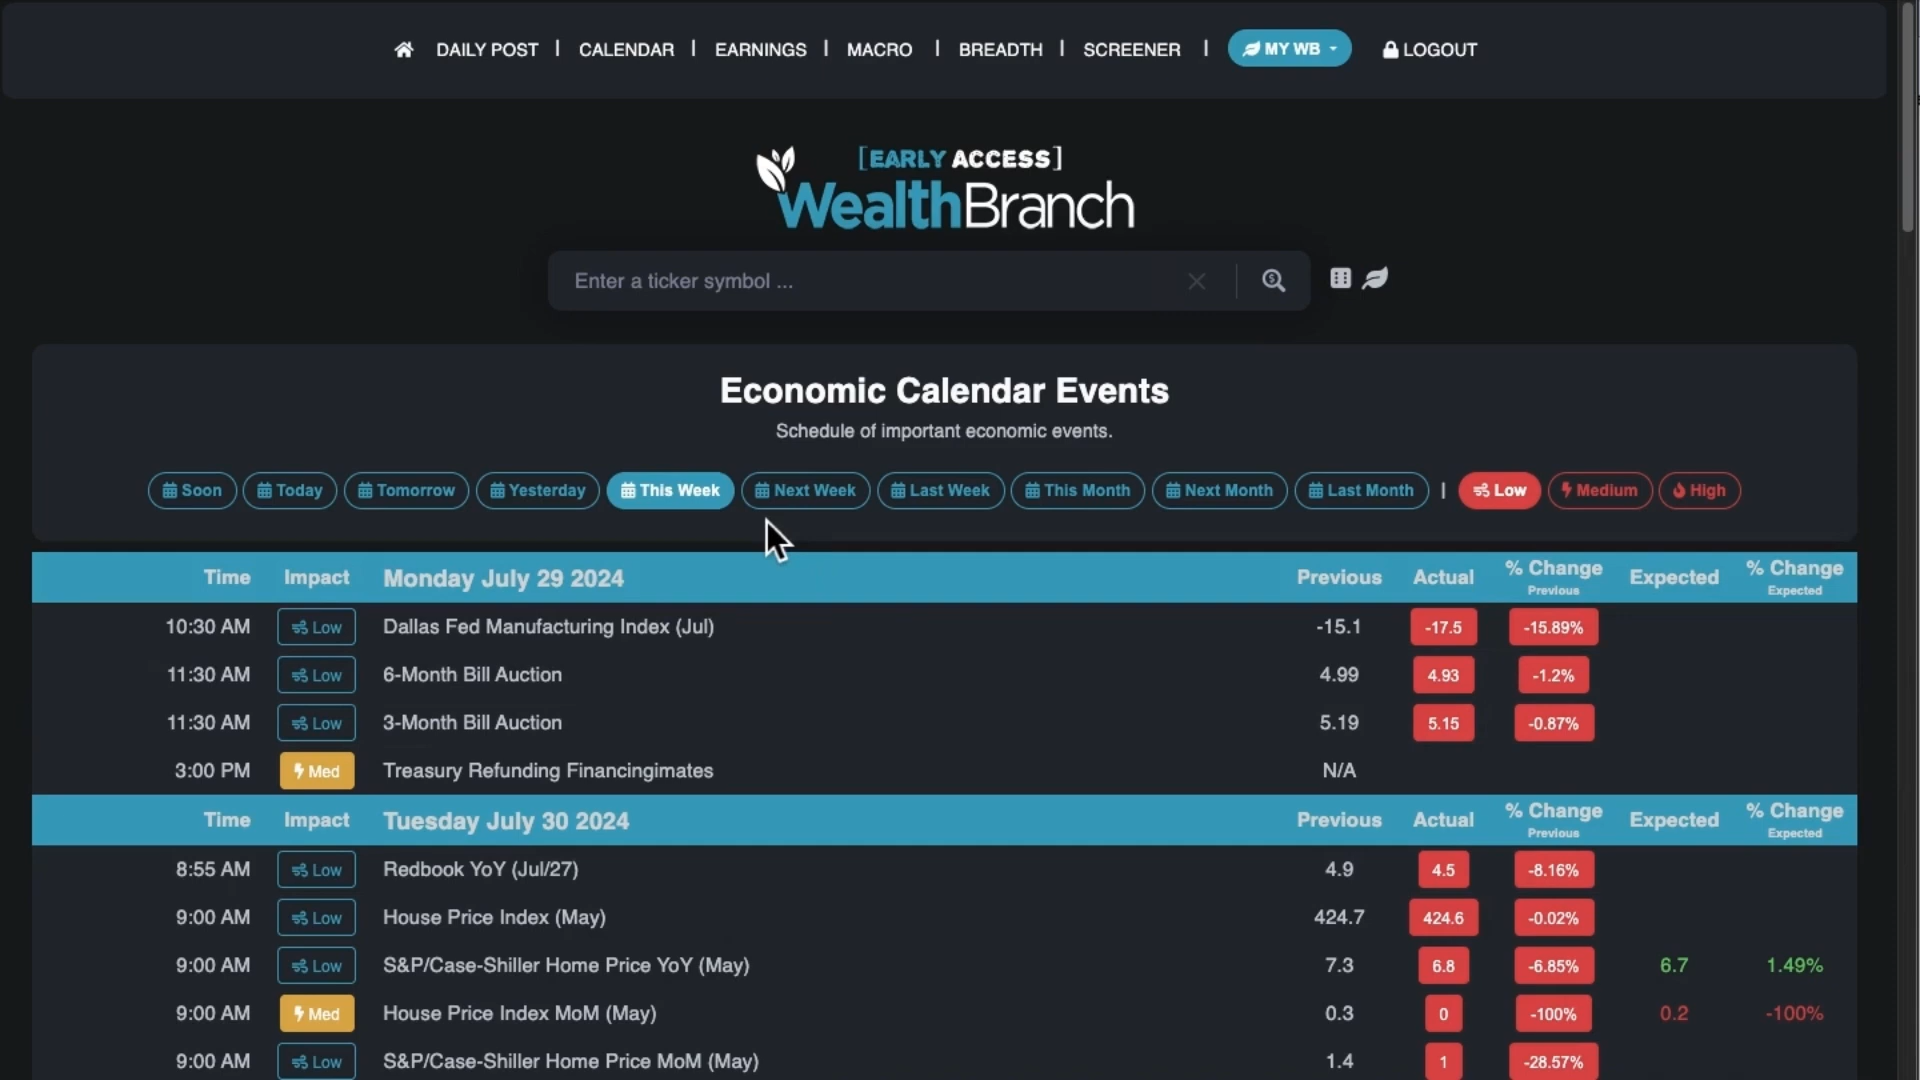 DAILY POST | CALENDAR | EARNINGS | MACRO | BREADTH | SCREENER | MY WB LOGOUT
[EARLY ACCESS]
WealthBranch
Enter a ticker symbol ...
Economic Calendar Events
Schedule of important economic events.
Soon Today Tomorrow Yesterday This Week Next Week Last Week This Month Next Month Last Month | Low Medium High
Time Impact Monday July 29 2024 Previous Actual % Change Previous Expected % Change Expected
10:30 AM Low Dallas Fed Manufacturing Index (Jul) -15.1 -17.5 -15.89%
11:30 AM Low 6-Month Bill Auction 4.99 4.93 -1.2%
11:30 AM Low 3-Month Bill Auction 5.19 5.15 -0.87%
3:00 PM Med Treasury Refunding Financingimates N/A
Time Impact Tuesday July 30 2024 Previous Actual % Change Previous Expected % Change Expected
8:55 AM Low Redbook YoY (Jul/27) 4.9 4.5 -8.16%
9:00 AM Low House Price Index (May) 424.7 424.6 -0.02%
9:00 AM Low S&P/Case-Shiller Home Price YoY (May) 7.3 6.8 -6.85% 6.7 1.49%
9:00 AM Med House Price Index MoM (May) 0.3 0 -100% 0.2 -100%
9:00 AM Low S&P/Case-Shiller Home Price MoM (May) 1.4 1 -28.57%